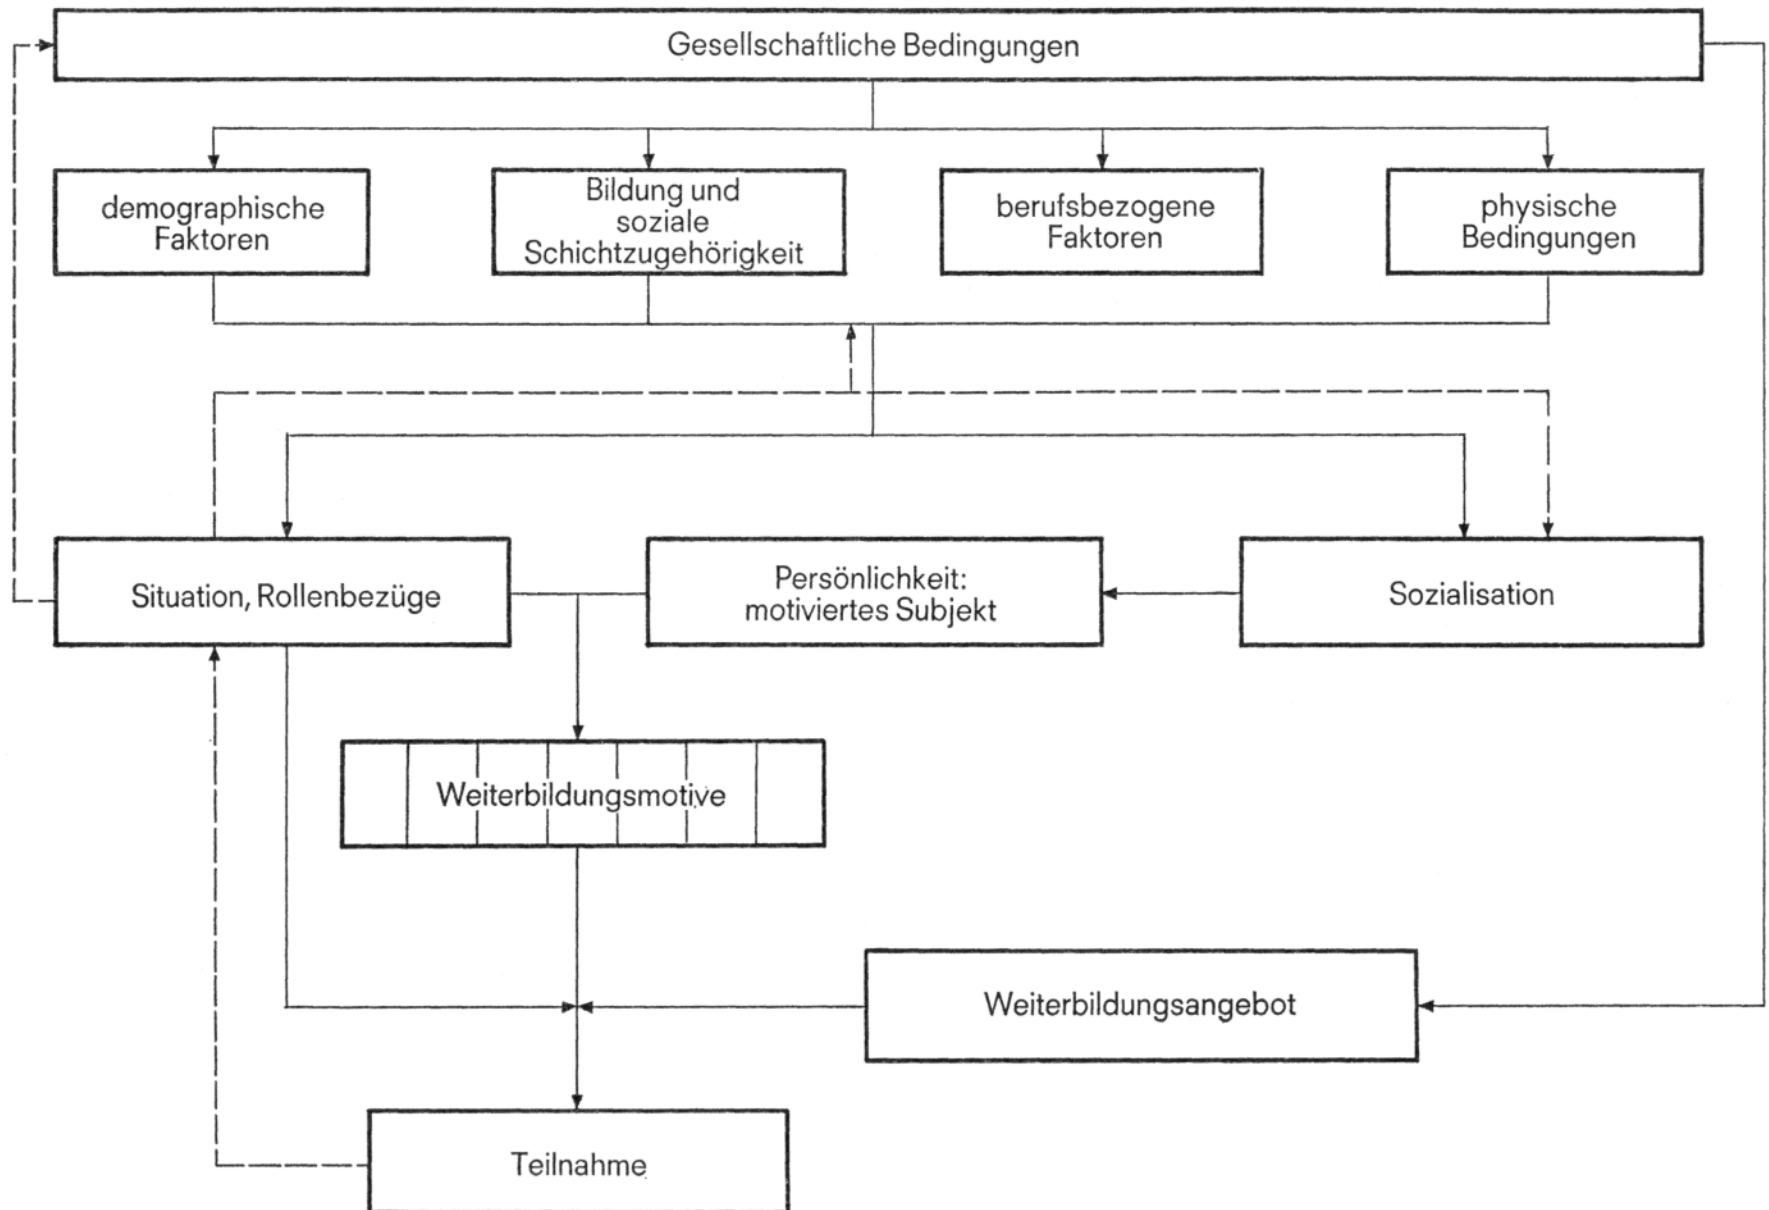 Gesellschaftliche Bedingungen
demographische
Faktoren
Bildung und
soziale
Schichtzugehörigkeit
berufsbezogene
Faktoren
physische
Bedingungen
Situation, Rollenbezüge
Persönlichkeit:
motiviertes Subjekt
Sozialisation
Weiterbildungsmotive
Weiterbildungsangebot
Teilnahme